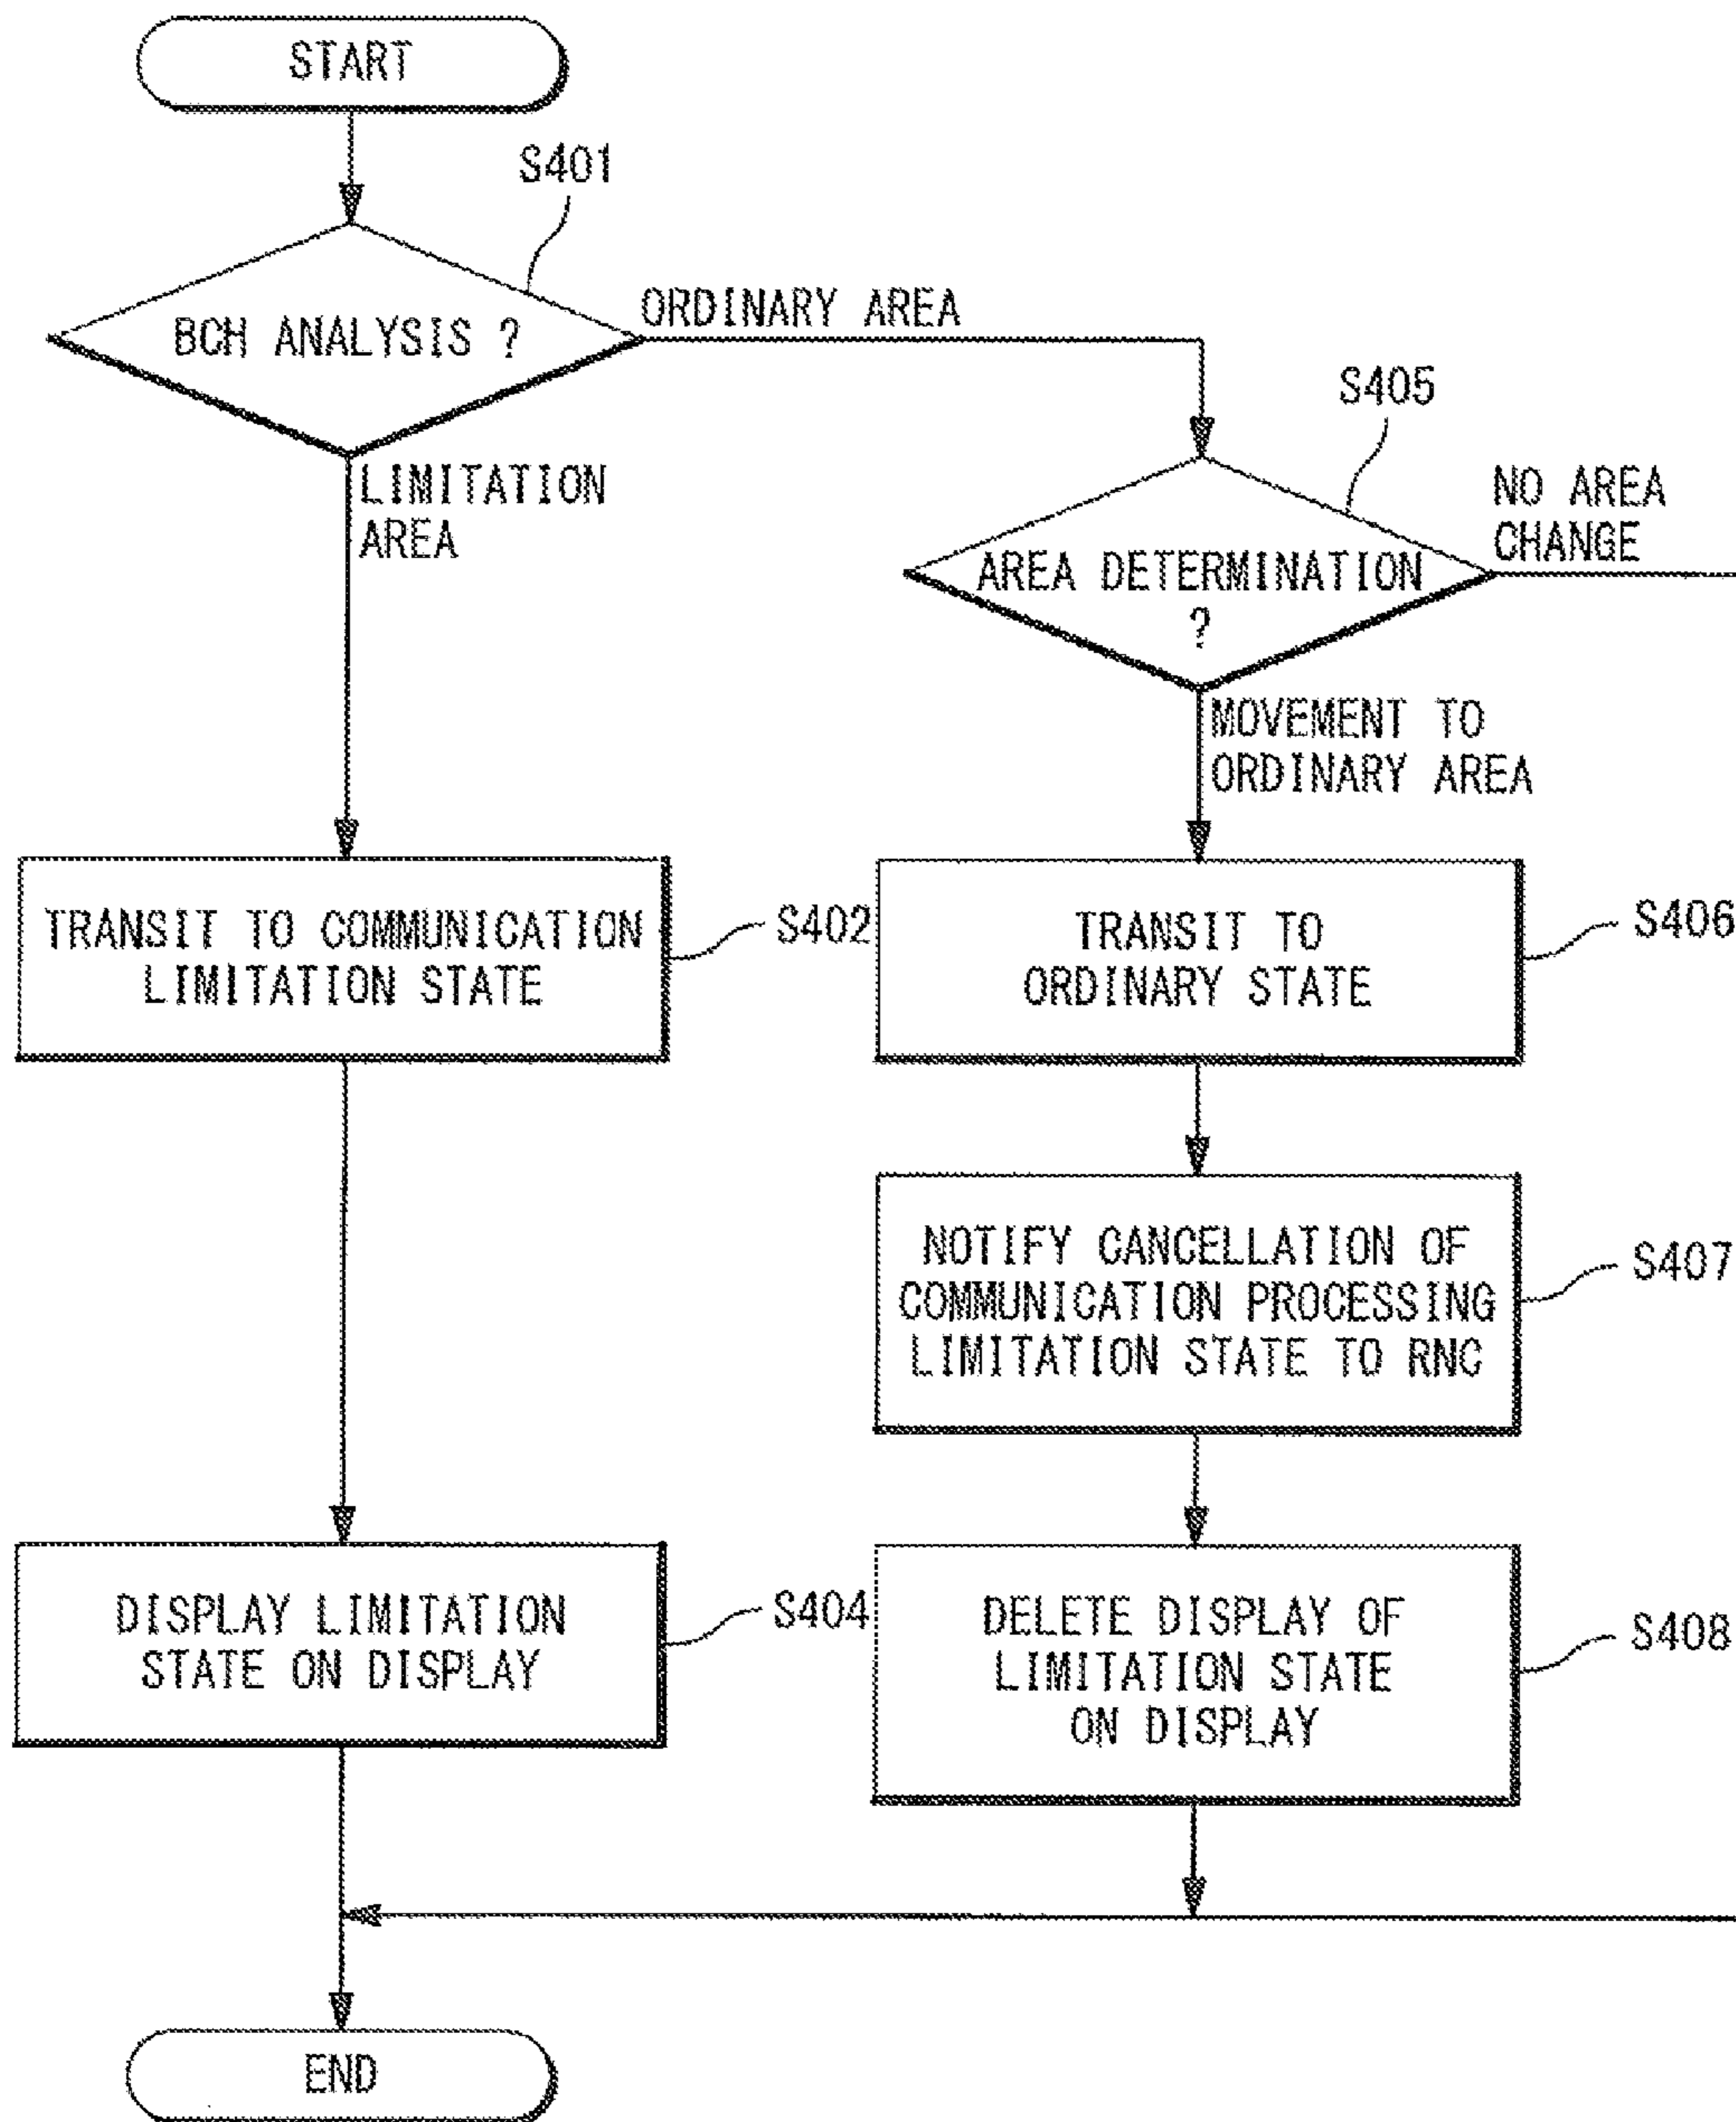 START
S401
BCH ANALYSIS ?
ORDINARY AREA
LIMITATION
AREA
S405
AREA DETERMINATION
?
NO AREA
CHANGE
MOVEMENT TO
ORDINARY AREA
TRANSIT TO COMMUNICATION
LIMITATION STATE
S402
TRANSIT TO
ORDINARY STATE
S406
NOTIFY CANCELLATION OF
COMMUNICATION PROCESSING
LIMITATION STATE TO RNC
S407
DISPLAY LIMITATION
STATE ON DISPLAY
S404
DELETE DISPLAY OF
LIMITATION STATE
ON DISPLAY
S408
END